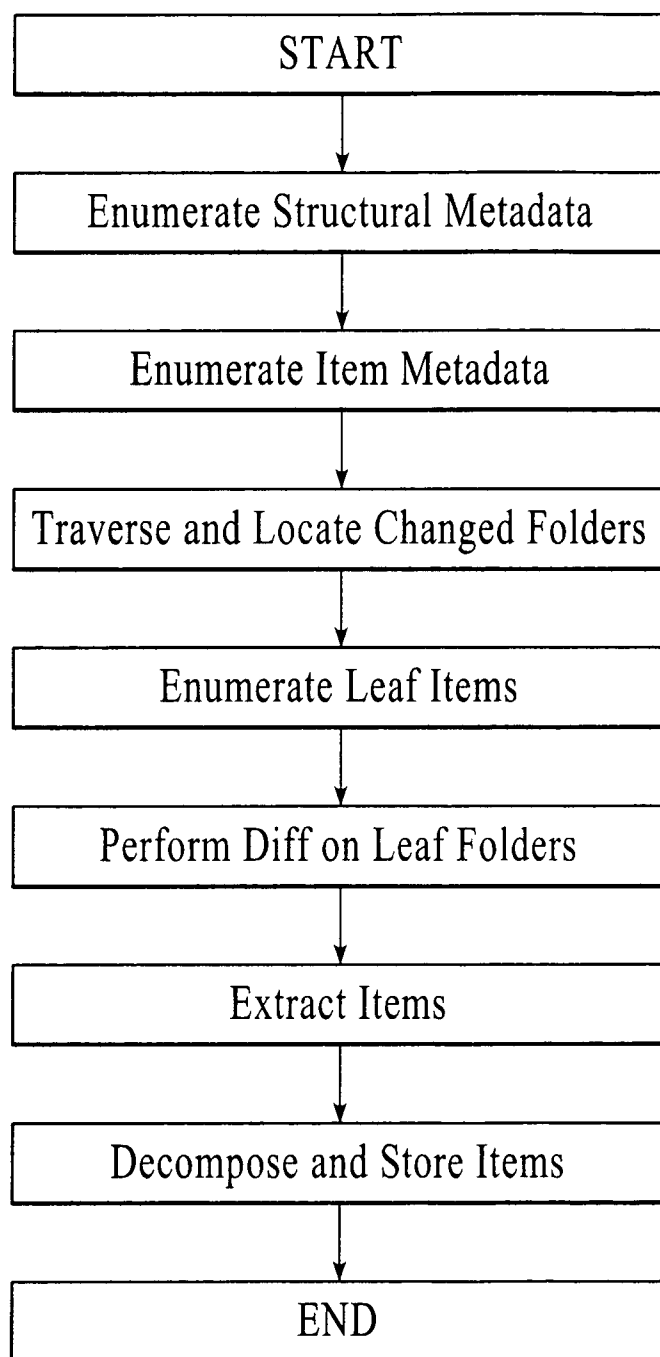 START
Enumerate Structural Metadata
Enumerate Item Metadata
Traverse and Locate Changed Folders
Enumerate Leaf Items
Perform Diff on Leaf Folders
Extract Items
Decompose and Store Items
END